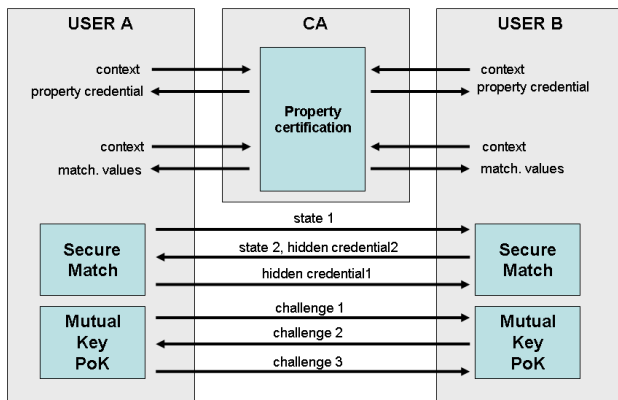 USER A
CA
USER B
context
property credential
context
match. values
Property
certification
context
property credential
context
match. values
state 1
state 2, hidden credential2
hidden credential1
Secure
Match
Secure
Match
challenge 1
challenge 2
challenge 3
Mutual
Key
PoK
Mutual
Key
PoK